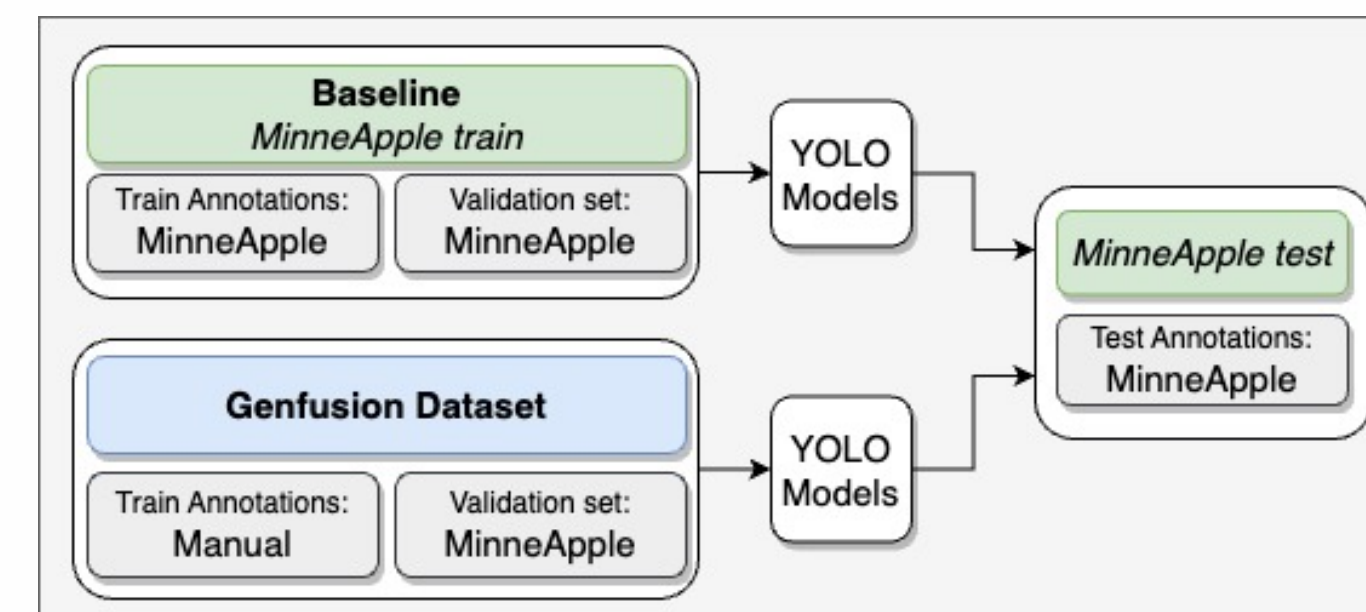 Baseline
MinneApple train
Train Annotations:
MinneApple
Validation set:
MinneApple
YOLO
Models
Genfusion Dataset
Train Annotations:
Manual
Validation set:
MinneApple
YOLO
Models
MinneApple test
Test Annotations:
MinneApple